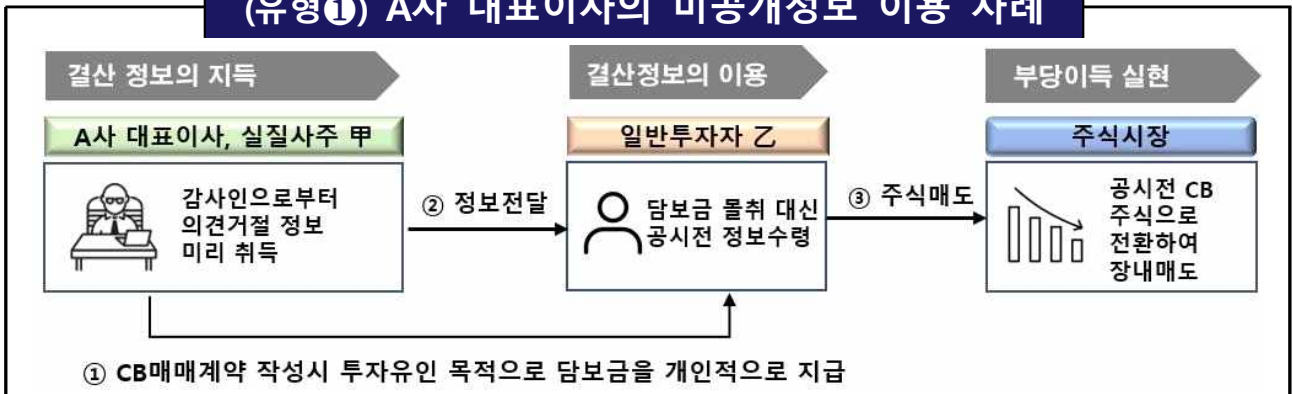 (유형❶) A사 대표이사의 미공개정보 이용 사례
결산 정보의 지득
결산정보의 이용
부당이득 실현
A사 대표이사, 실질사주 甲
일반투자자 乙
주식시장
감사인으로부터
의견거절 정보
미리 취득
② 정보전달
담보금 몰취 대신
공시전 정보수령
③ 주식매도
공시전 CB
주식으로
전환하여
장내매도
① CB매매계약 작성시 투자유인 목적으로 담보금을 개인적으로 지급